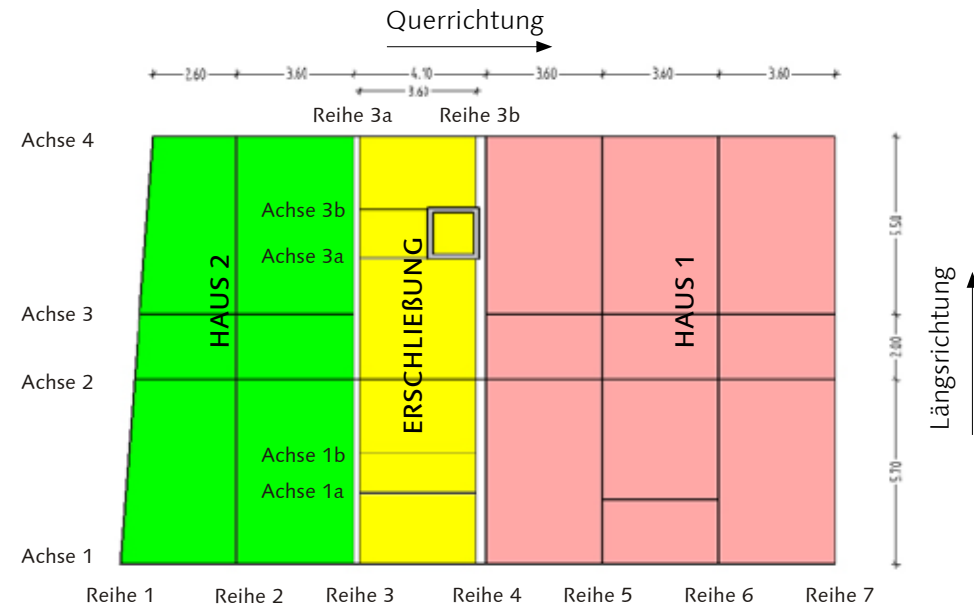 Querrichtung
2.60 3.60 4.10 3.60 3.60 3.60
3.60
Reihe 3a Reihe 3b
Achse 4
Achse 3b
Achse 3a
Achse 3
Achse 2
Achse 1b
Achse 1a
Achse 1
HAUS 2
ERSCHLIEßUNG
HAUS 1
5.50
2.00
5.70
Längsrichtung
Reihe 1 Reihe 2 Reihe 3 Reihe 4 Reihe 5 Reihe 6 Reihe 7